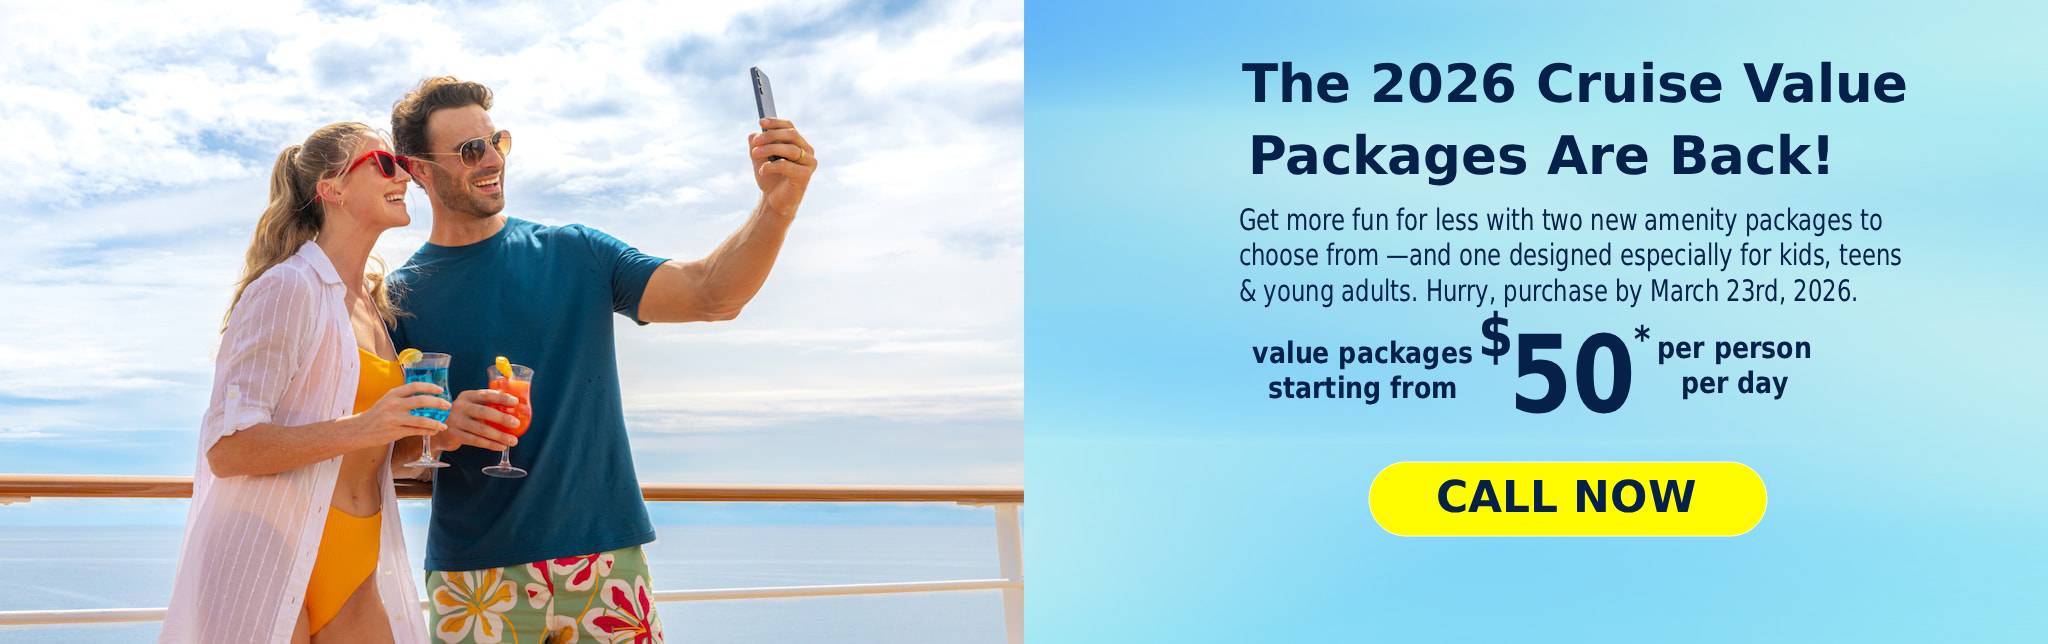 The 2026 Cruise Value
Packages Are Back!
Get more fun for less with two new amenity packages to
choose from —and one designed especially for kids, teens
& young adults. Hurry, purchase by March 23rd, 2026.
value packages
starting from
$50*
per person
per day
CALL NOW